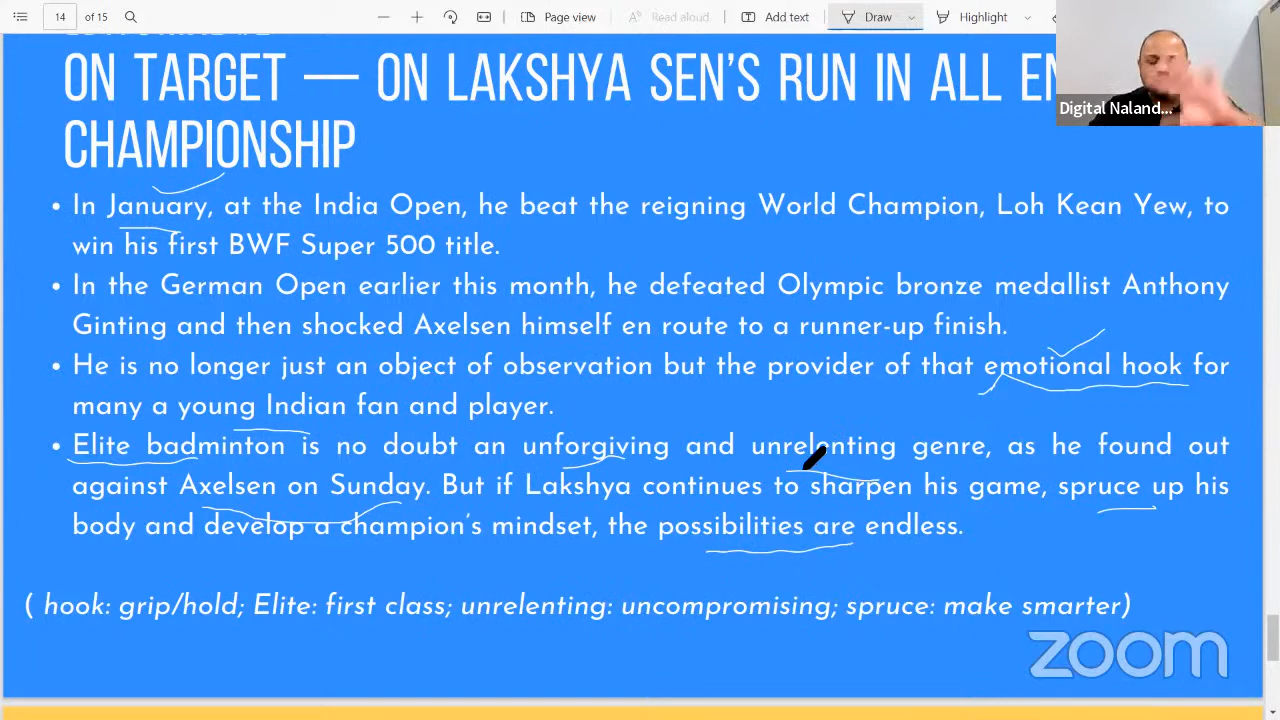 14 of 15 Page view Read aloud Add text Draw Highlight
ON TARGET — ON LAKSHYA SEN'S RUN IN ALL
CHAMPIONSHIP
Digital Naland...
• In January, at the India Open, he beat the reigning World Champion, Loh Kean Yew, to
win his first BWF Super 500 title.
• In the German Open earlier this month, he defeated Olympic bronze medallist Anthony
Ginting and then shocked Axelsen himself en route to a runner-up finish.
• He is no longer just an object of observation but the provider of that emotional hook for
many a young Indian fan and player.
• Elite badminton is no doubt an unforgiving and unrelenting genre, as he found out
against Axelsen on Sunday. But if Lakshya continues to sharpen his game, spruce up his
body and develop a champion's mindset, the possibilities are endless.
( hook: grip/hold; Elite: first class; unrelenting: uncompromising; spruce: make smarter)
zoom